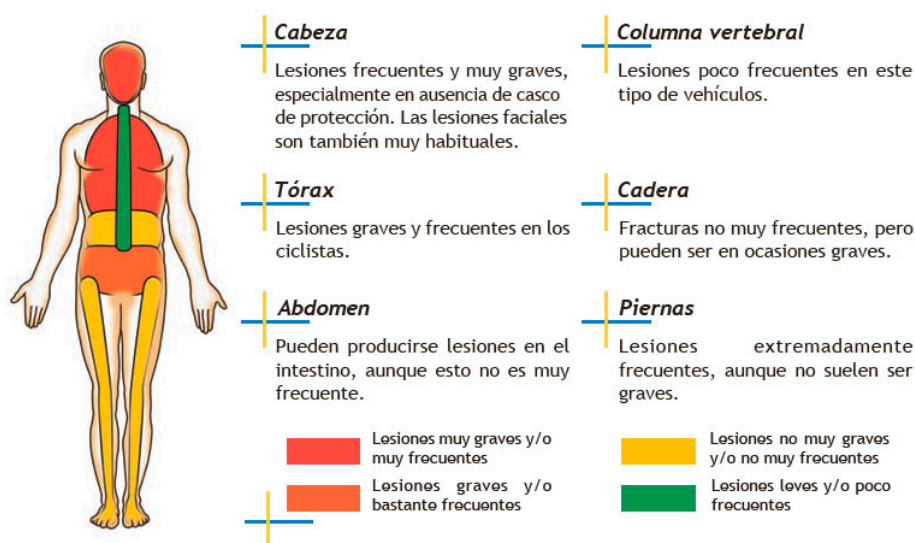 Cabeza
Lesiones frecuentes y muy graves,
especialmente en ausencia de casco
de protección. Las lesiones faciales
son también muy habituales.
Tórax
Lesiones graves y frecuentes en los
ciclistas.
Abdomen
Pueden producirse lesiones en el
intestino, aunque esto no es muy
frecuente.
Columna vertebral
Lesiones poco frecuentes en este
tipo de vehículos.
Cadera
Fracturas no muy frecuentes, pero
pueden ser en ocasiones graves.
Piernas
Lesiones extremadamente
frecuentes, aunque no suelen ser
graves.
Lesiones muy graves y/o
muy frecuentes
Lesiones graves y/o
bastante frecuentes
Lesiones no muy graves
y/o no muy frecuentes
Lesiones leves y/o poco
frecuentes